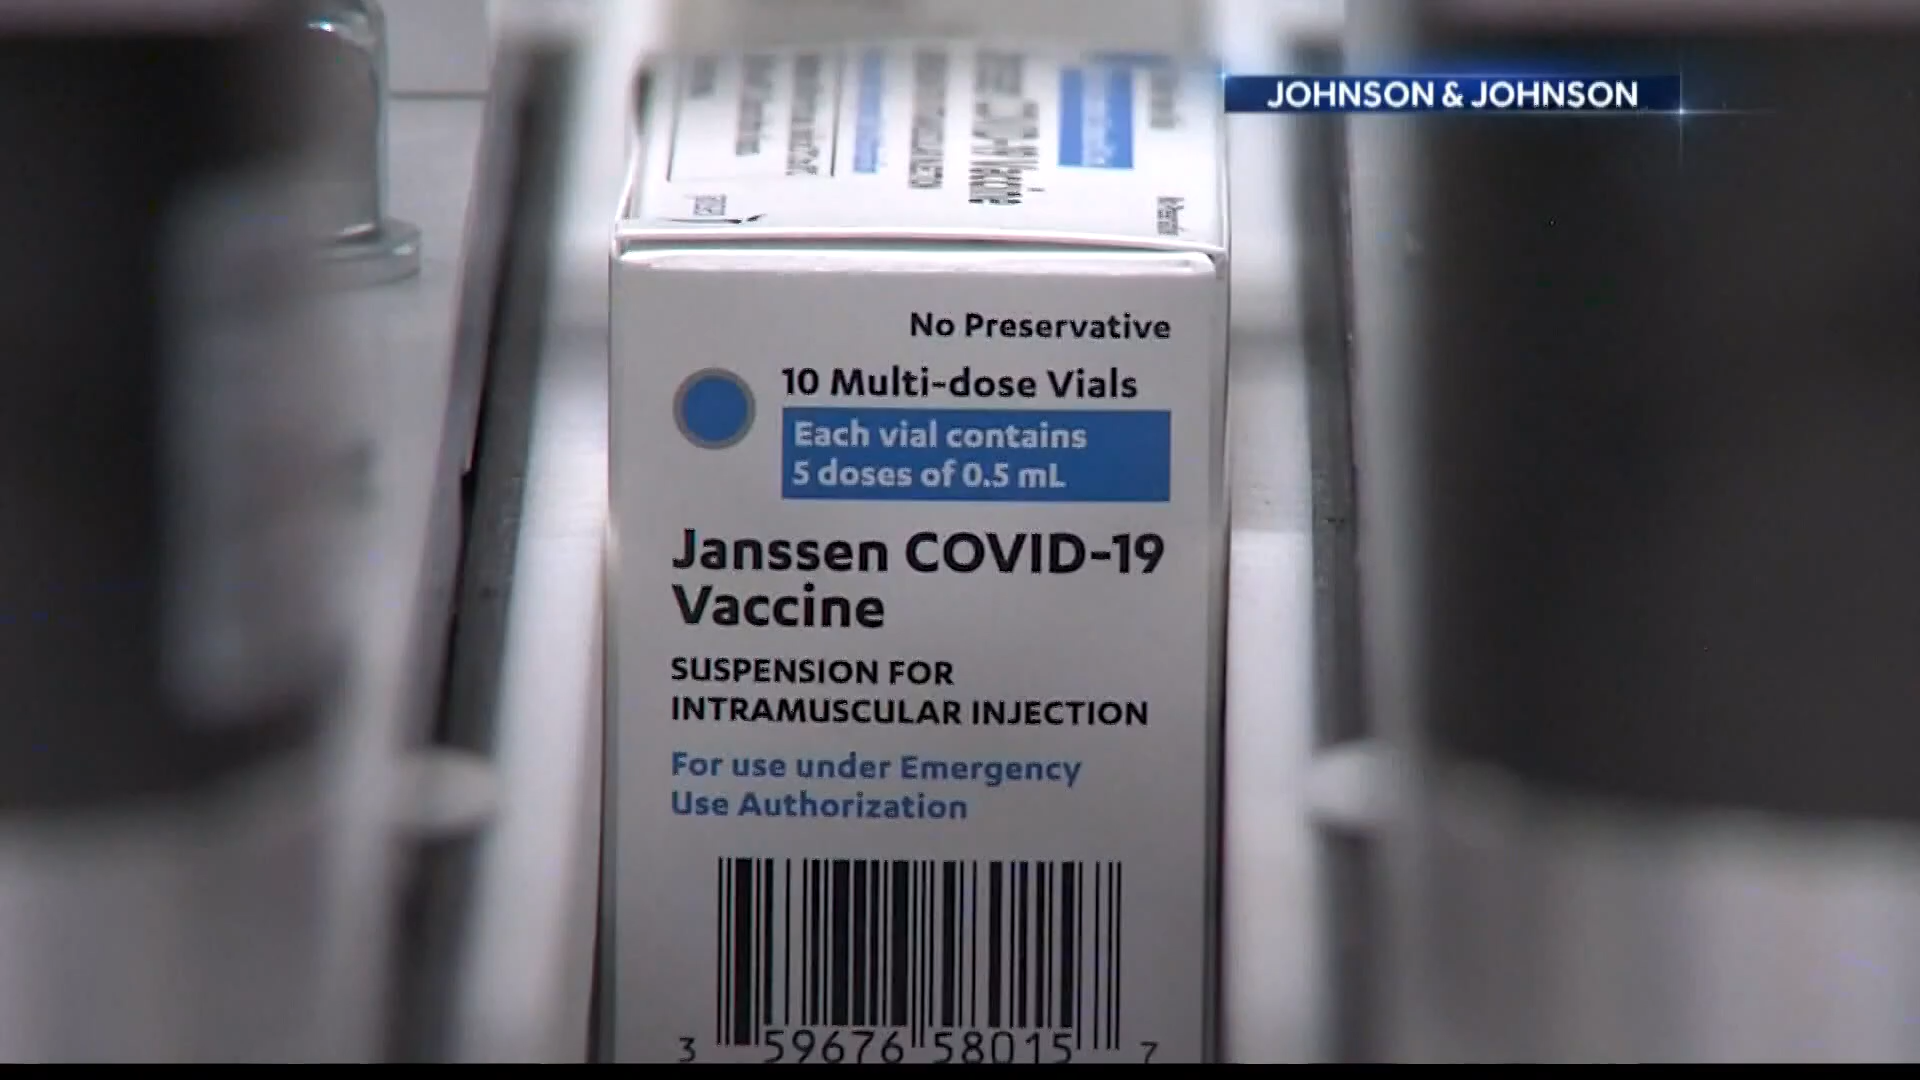 JOHNSON & JOHNSON
No Preservative
10 Multi-dose Vials
Each vial contains
5 doses of 0.5 mL
Janssen COVID-19
Vaccine
SUSPENSION FOR
INTRAMUSCULAR INJECTION
For use under Emergency
Use Authorization
3 59676 58015 7